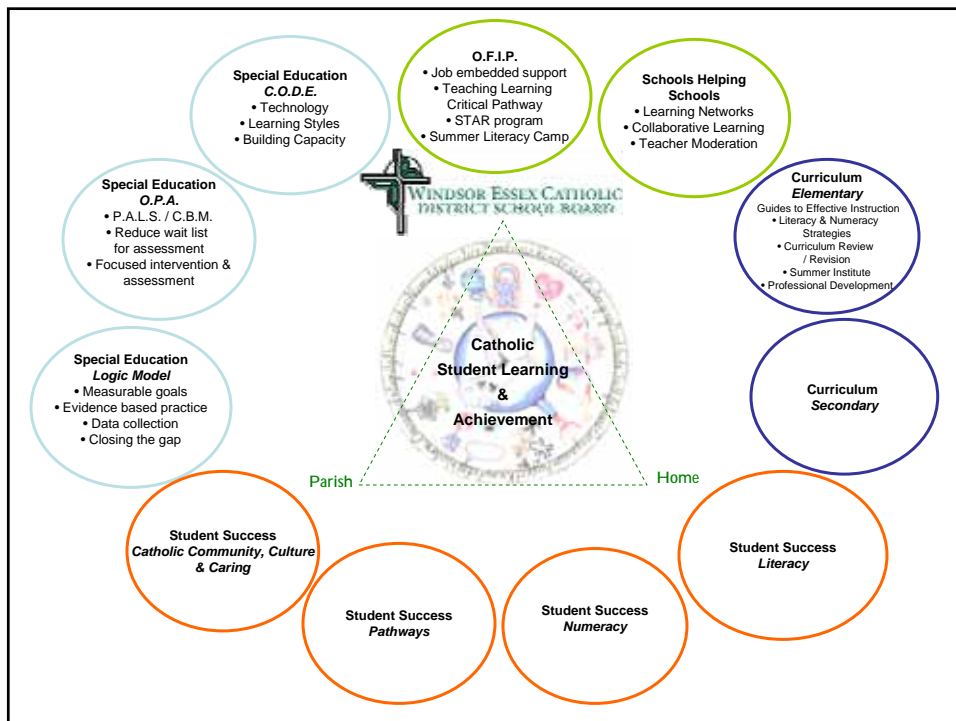 O.F.I.P.
• Job embedded support
• Teaching Learning
Critical Pathway
• STAR program
• Summer Literacy Camp
Schools Helping
Schools
• Learning Networks
• Collaborative Learning
• Teacher Moderation
Curriculum
Elementary
Guides to Effective Instruction
• Literacy & Numeracy
Strategies
• Curriculum Review
/ Revision
• Summer Institute
• Professional Development
Curriculum
Secondary
Student Success
Literacy
Student Success
Numeracy
Student Success
Pathways
Student Success
Catholic Community, Culture
& Caring
Special Education
Logic Model
• Measurable goals
• Evidence based practice
• Data collection
• Closing the gap
Special Education
O.P.A.
• P.A.L.S. / C.B.M.
• Reduce wait list
for assessment
• Focused intervention &
assessment
Special Education
C.O.D.E.
• Technology
• Learning Styles
• Building Capacity
WINDSOR ESSEX CATHOLIC
DISTRICT SCHOOL BOARD
Catholic
Student Learning
&
Achievement
Parish
Home